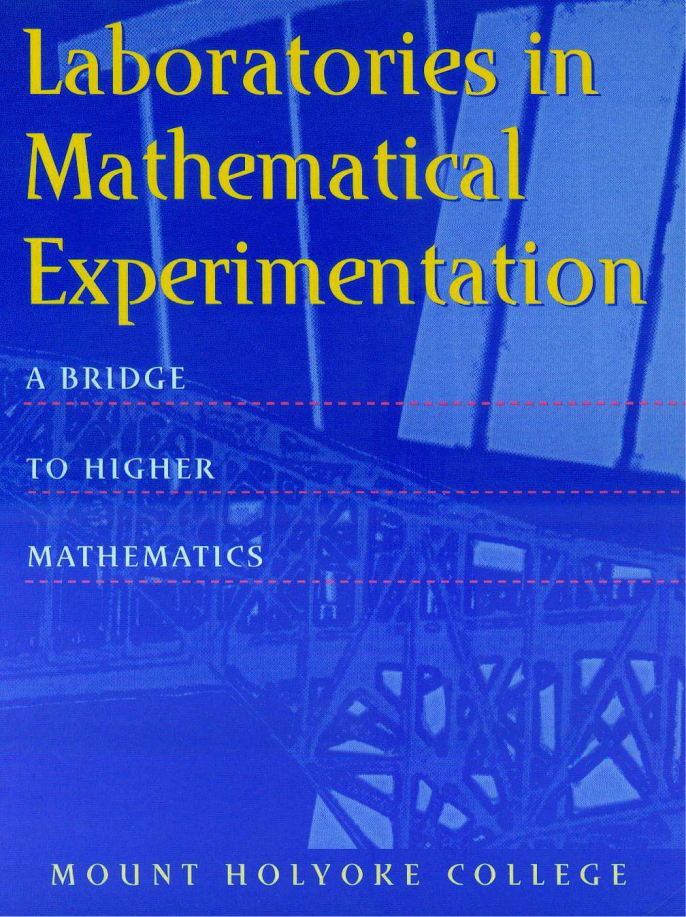 Laboratories in
Mathematical
Experimentation
A BRIDGE
TO HIGHER
MATHEMATICS
MOUNT HOLYOKE COLLEGE